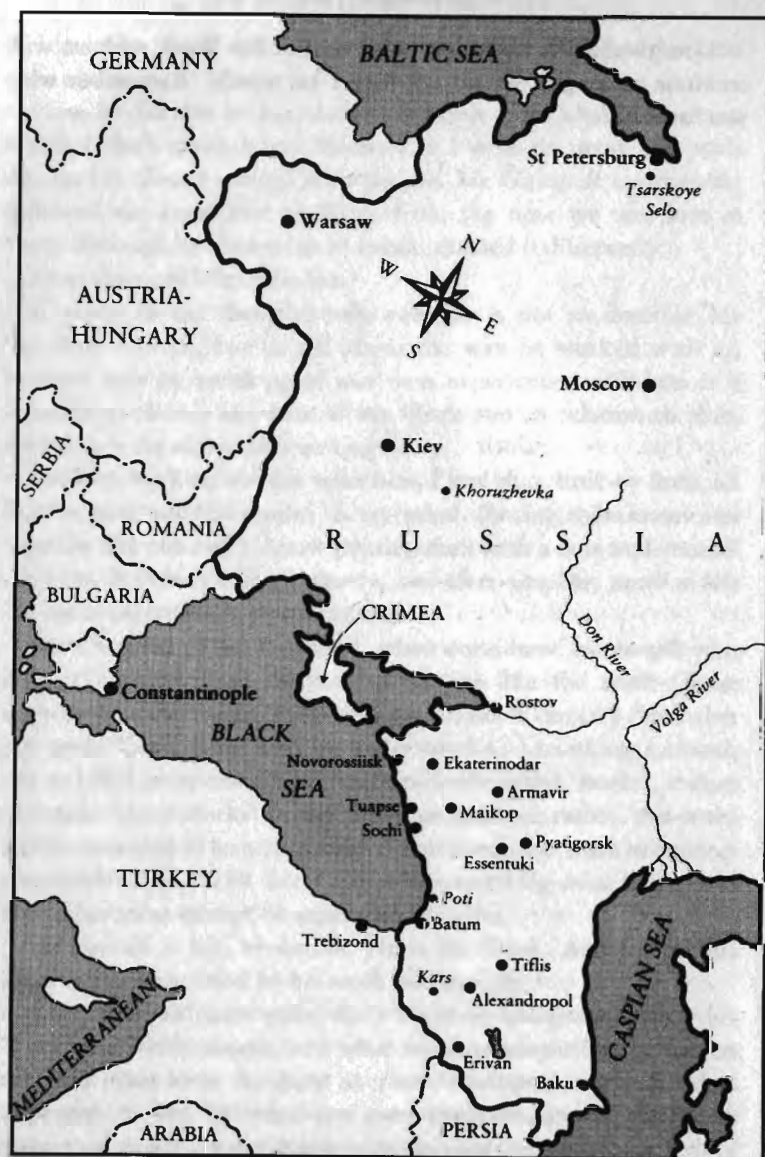 GERMANY
BALTIC SEA
St Petersburg
Tsarskoye
Selo
Warsaw
N
W
E
S
AUSTRIA-
HUNGARY
Moscow
Kiev
SERBIA
Khoruzhevka
ROMANIA
RUSSIA
BULGARIA
CRIMEA
Don River
Constantinople
Rostov
Volga River
BLACK
SEA
Novorossiisk
Ekaterinodar
Armavir
Tuapse
Maikop
Sochi
Pyatigorsk
Essentuki
TURKEY
Poti
Batum
Trebizond
Tiflis
Kars
Alexandropol
CASPIAN SEA
MEDITERRANEAN
Erivan
Baku
ARABIA
PERSIA